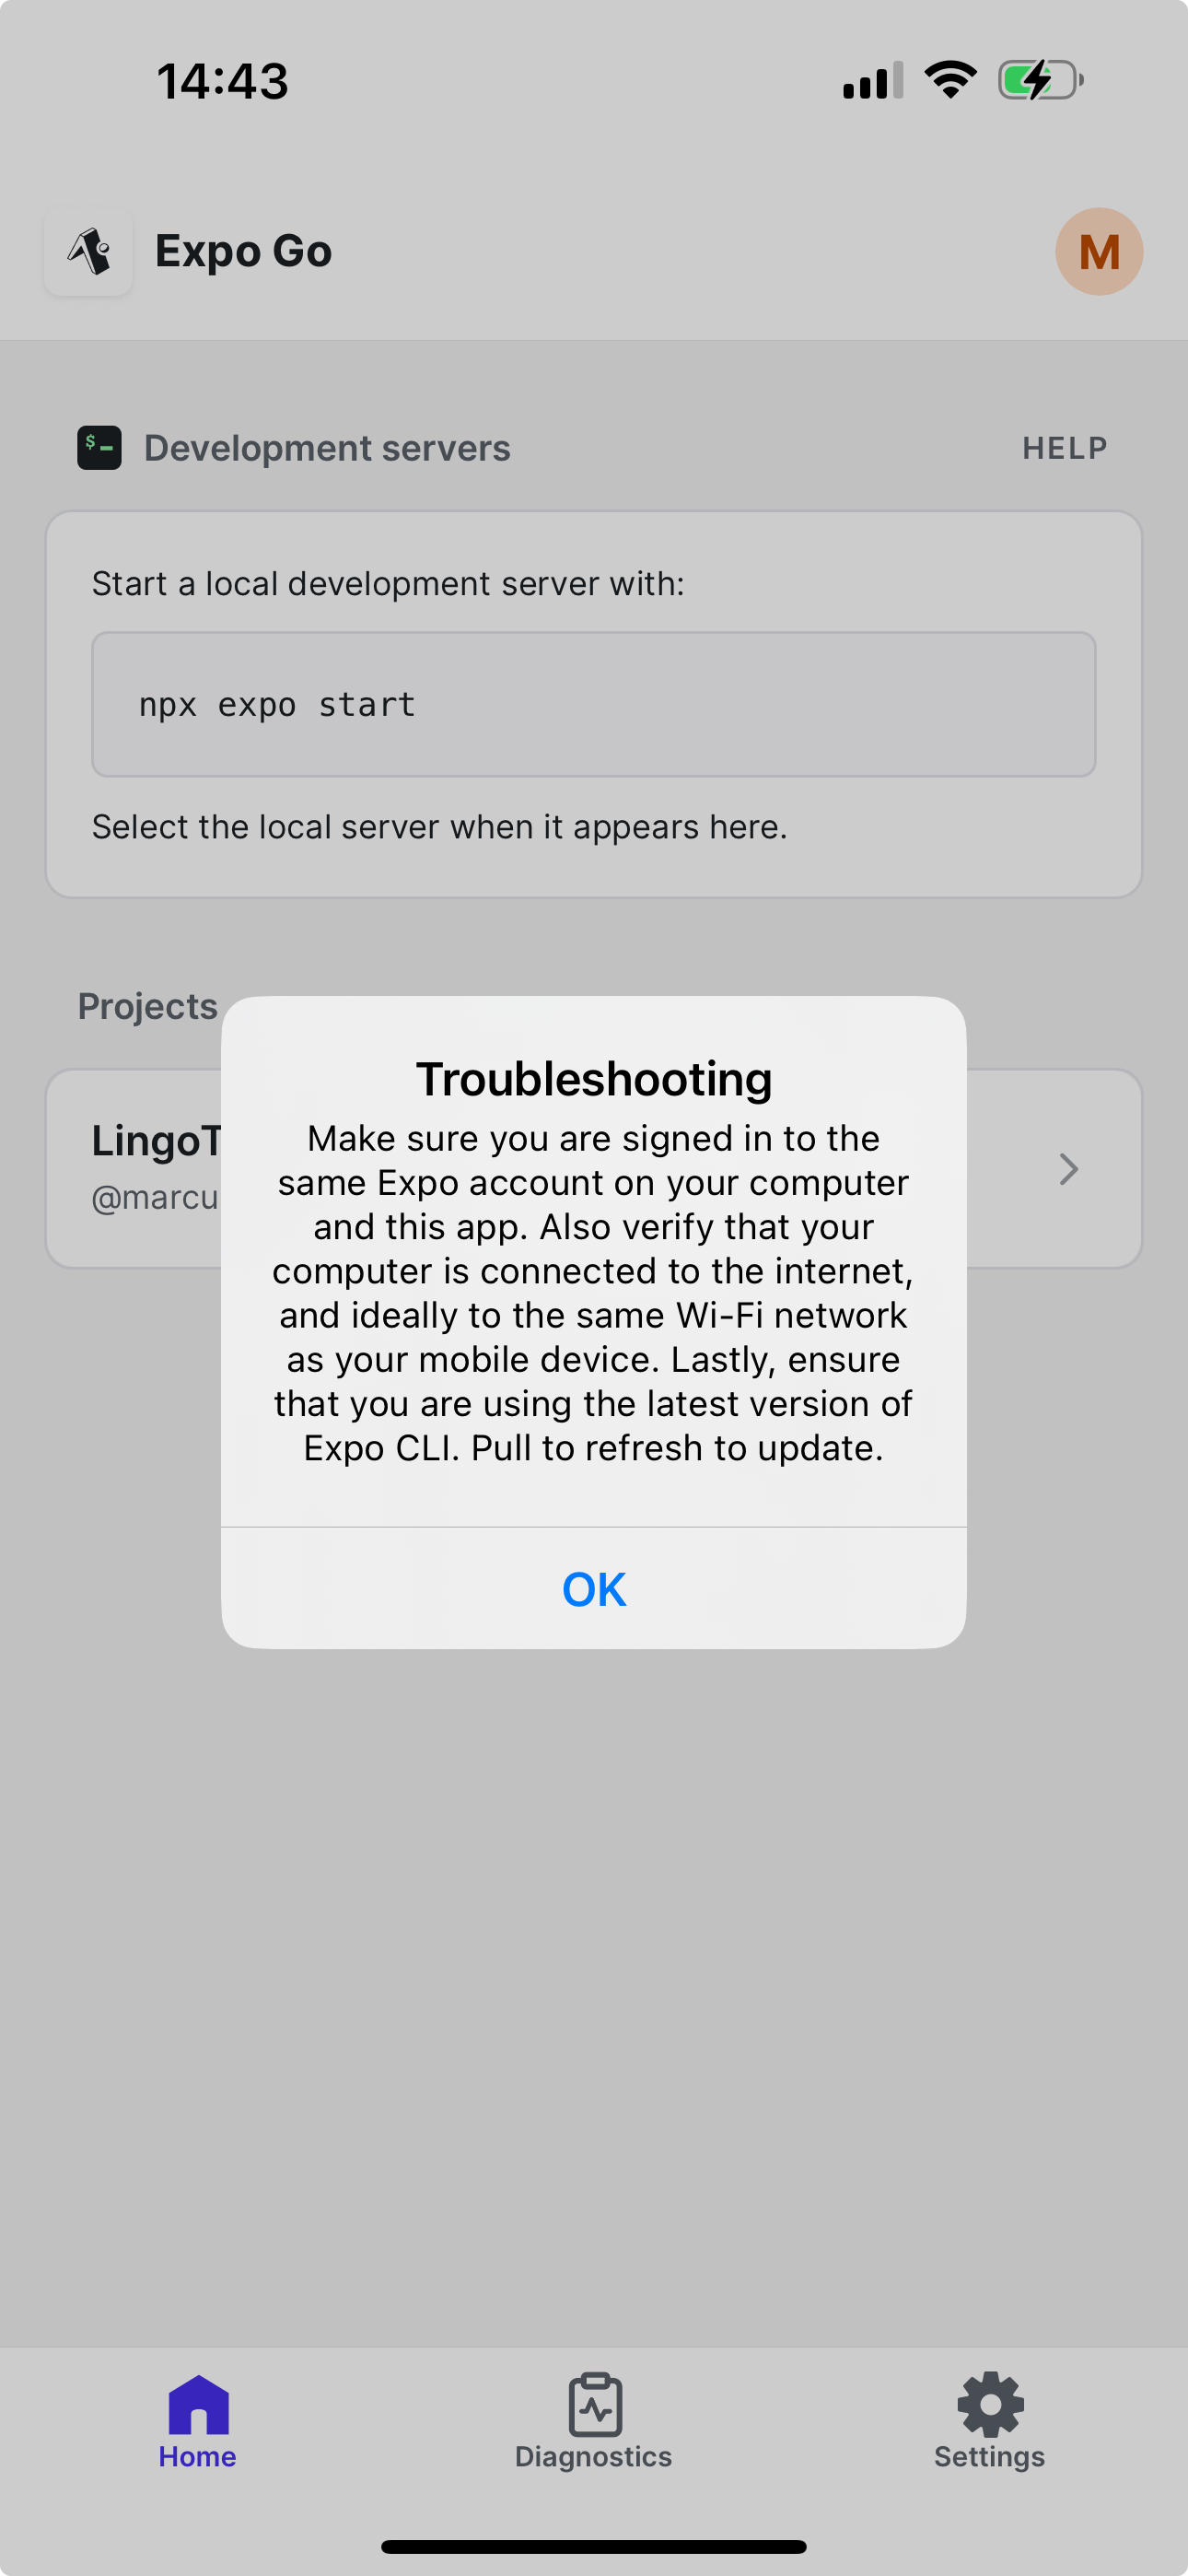 14:43
Expo Go
M
$
Development servers
HELP
Start a local development server with:
npx expo start
Select the local server when it appears here.
Projects
LingoT
@marcu
Troubleshooting
Make sure you are signed in to the
same Expo account on your computer
and this app. Also verify that your
computer is connected to the internet,
and ideally to the same Wi-Fi network
as your mobile device. Lastly, ensure
that you are using the latest version of
Expo CLI. Pull to refresh to update.
OK
Home
Diagnostics
Settings